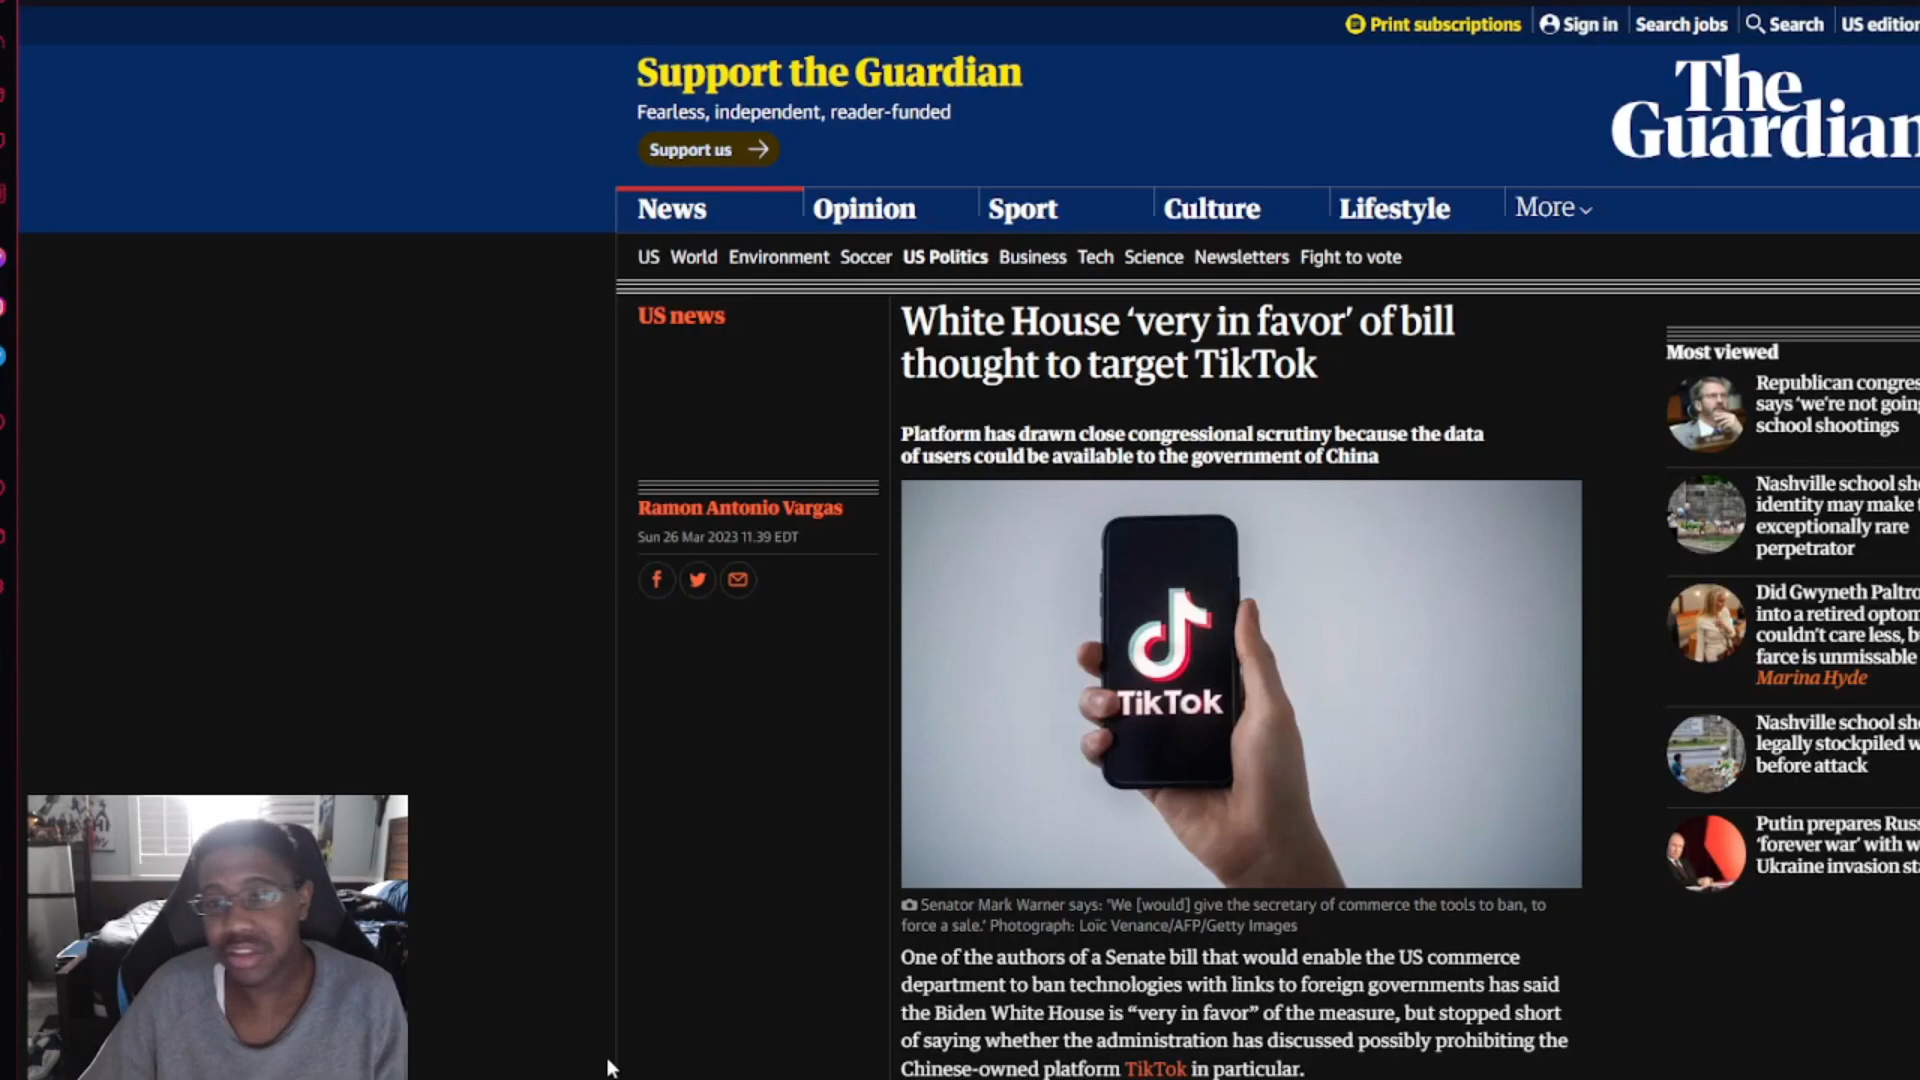 Print subscriptions
Sign in
Search jobs
Search
US edition
Support the Guardian
Fearless, independent, reader-funded
Support us
The
Guardian
News
Opinion
Sport
Culture
Lifestyle
More
US World Environment Soccer US Politics Business Tech Science Newsletters Fight to vote
US news
White House ‘very in favor’ of bill
thought to target TikTok
Platform has drawn close congressional scrutiny because the data
of users could be available to the government of China
Ramon Antonio Vargas
Sun 26 Mar 2023 11.39 EDT
TikTok
Senator Mark Warner says: ‘We [would] give the secretary of commerce the tools to ban, to
force a sale.’ Photograph: Loïc Venance/AFP/Getty Images
One of the authors of a Senate bill that would enable the US commerce
department to ban technologies with links to foreign governments has said
the Biden White House is “very in favor” of the measure, but stopped short
of saying whether the administration has discussed possibly prohibiting the
Chinese-owned platform TikTok in particular.
Most viewed
Republican congres
says ‘we’re not going
school shootings
Nashville school sho
identity may make
exceptionally rare
perpetrator
Did Gwyneth Paltro
into a retired optom
couldn’t care less, b
farce is unmissable
Marina Hyde
Nashville school sho
legally stockpiled w
before attack
Putin prepares Russ
‘forever war’ with w
Ukraine invasion st